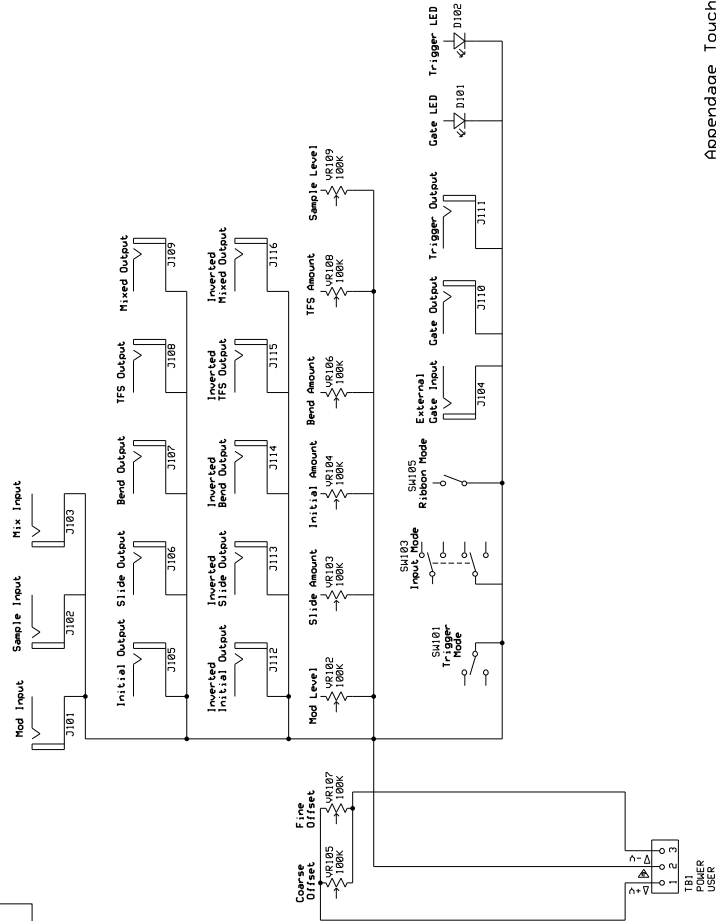 Mod Input
J101
Sample Input
J102
Mix Input
J103
Initial Output
J105
Slide Output
J106
Bend Output
J107
TFS Output
J108
Mixed Output
J109
Inverted
Initial Output
J112
Inverted
Slide Output
J113
Inverted
Bend Output
J114
Inverted
TFS Output
J115
Inverted
Mixed Output
J116
Coarse
Offset
VR105
100K
Fine
Offset
VR107
100K
Mod Level
VR102
100K
Slide Amount
VR103
100K
Initial Amount
VR104
100K
Bend Amount
VR106
100K
TFS Amount
VR108
100K
Sample Level
VR109
100K
SW101
Trigger
Mode
SW103
Input Mode
SW105
Ribbon Mode
External
Gate Input
J104
Gate Output
J110
Trigger Output
J111
Gate LED
D101
Trigger LED
D102
V+
V-
1
2
3
TB1
POWER
USER
Appendage Touch